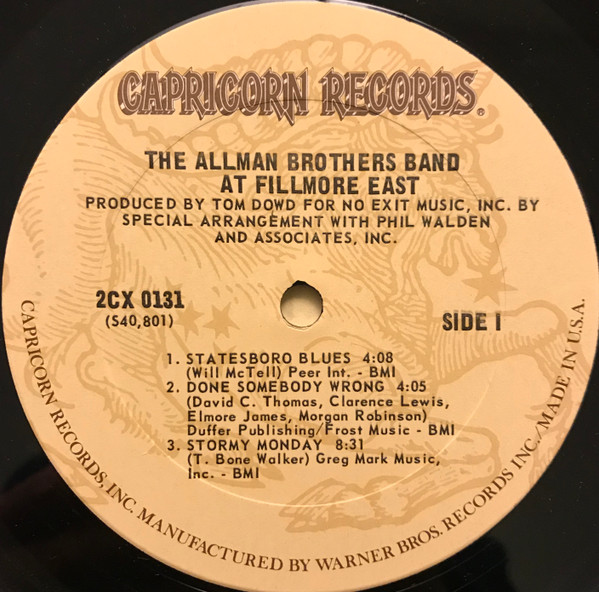 CAPRICORN RECORDS®
THE ALLMAN BROTHERS BAND
AT FILLMORE EAST
PRODUCED BY TOM DOWD FOR NO EXIT MUSIC, INC. BY
SPECIAL ARRANGEMENT WITH PHIL WALDEN
AND ASSOCIATES, INC.
2CX 0131
(S40,801)
SIDE I
1. STATESBORO BLUES 4:08
(Will McTell) Peer Int. - BMI
2. DONE SOMEBODY WRONG 4:05
(David C. Thomas, Clarence Lewis,
Elmore James, Morgan Robinson)
Duffer Publishing/Frost Music - BMI
3. STORMY MONDAY 8:31
(T. Bone Walker) Greg Mark Music,
Inc. - BMI
CAPRICORN RECORDS, INC. MANUFACTURED BY WARNER BROS. RECORDS INC./MADE IN U.S.A.